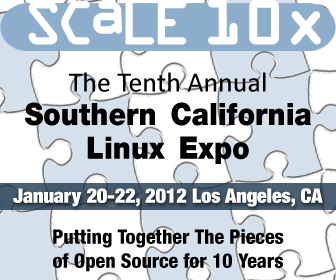 SCaLE 10x
The Tenth Annual
Southern California
Linux Expo
January 20-22, 2012 Los Angeles, CA
Putting Together The Pieces
of Open Source for 10 Years